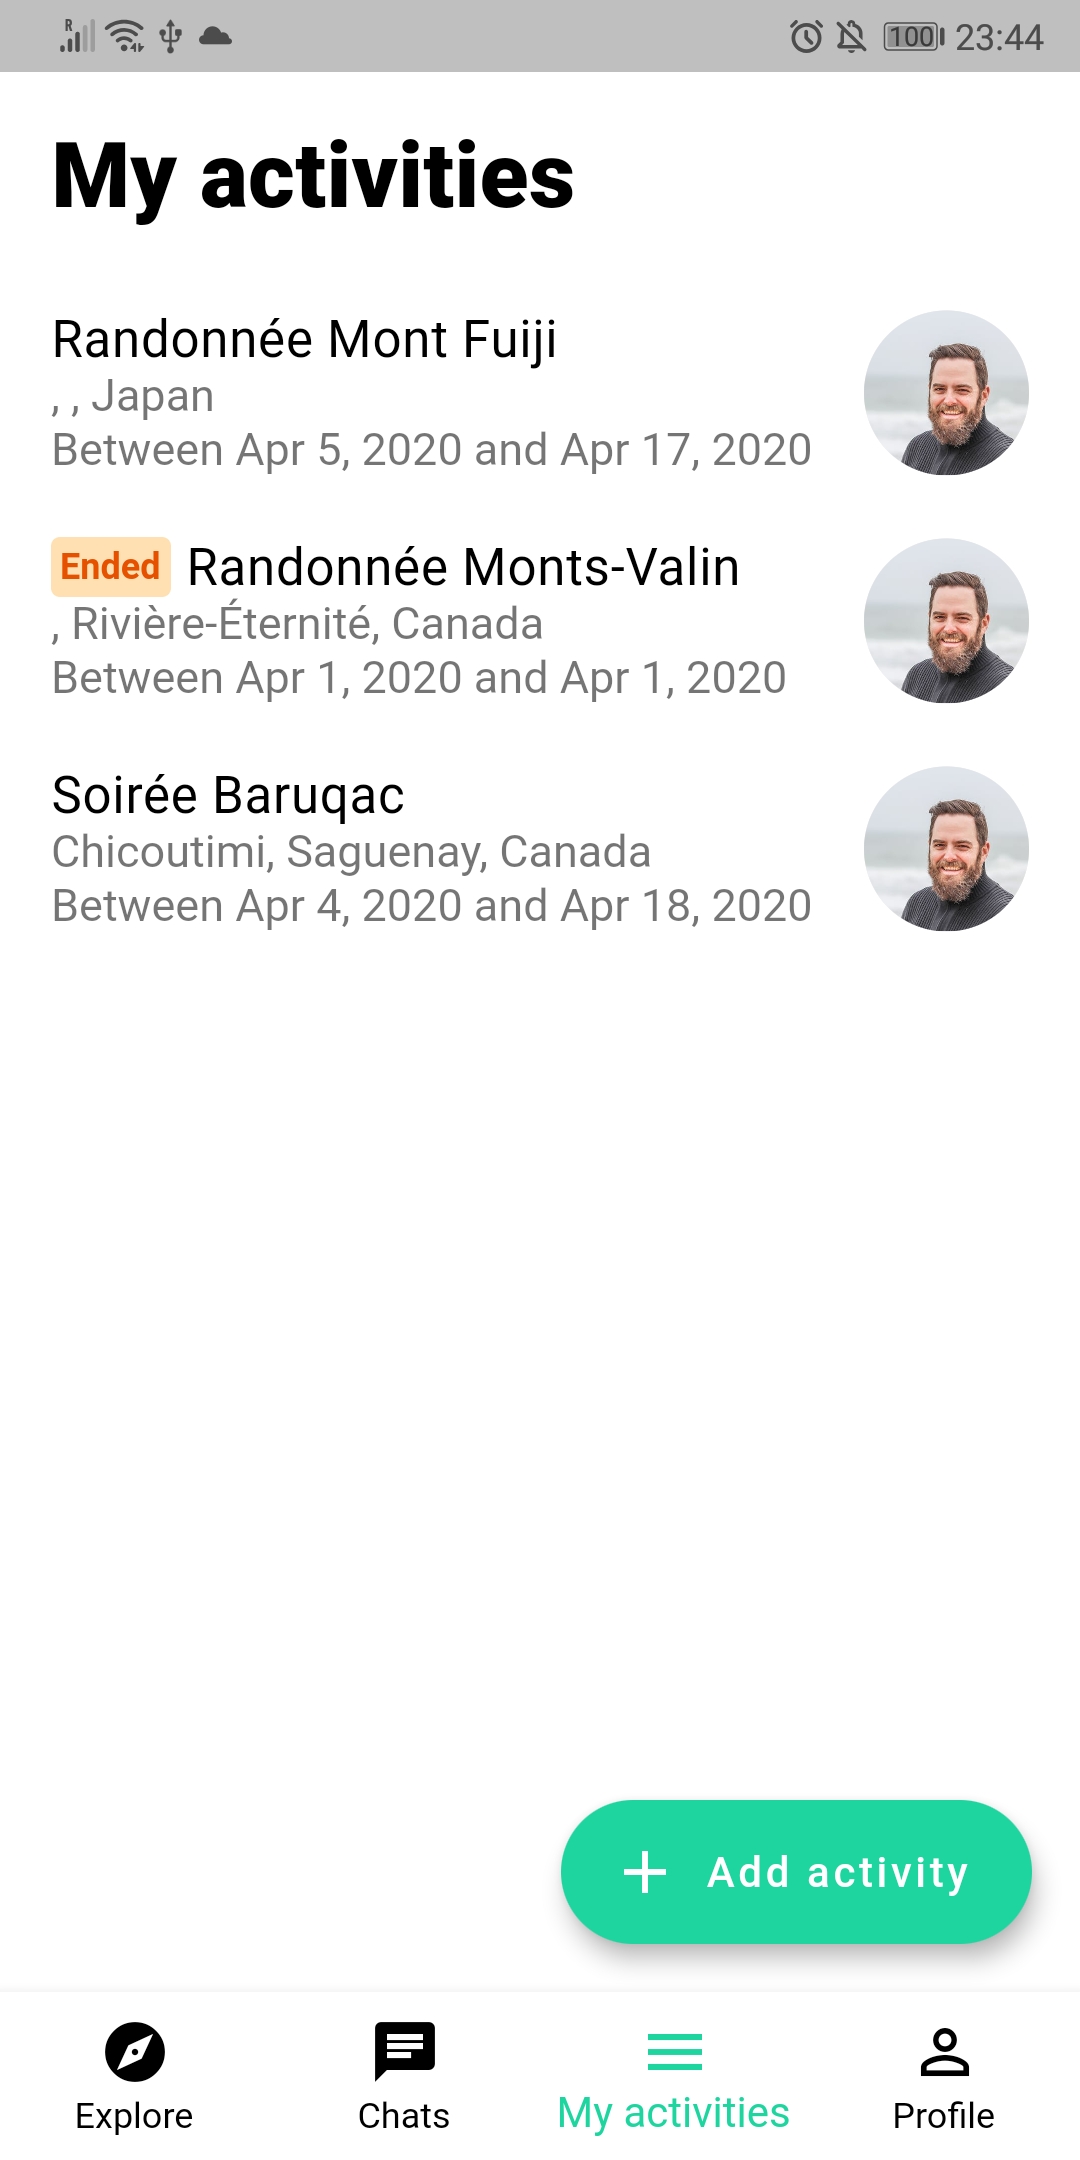 R 100 23:44
My activities
Randonnée Mont Fuiji
, , Japan
Between Apr 5, 2020 and Apr 17, 2020
Ended Randonnée Monts-Valin
, Rivière-Éternité, Canada
Between Apr 1, 2020 and Apr 1, 2020
Soirée Baruqac
Chicoutimi, Saguenay, Canada
Between Apr 4, 2020 and Apr 18, 2020
Add activity
Explore Chats My activities Profile